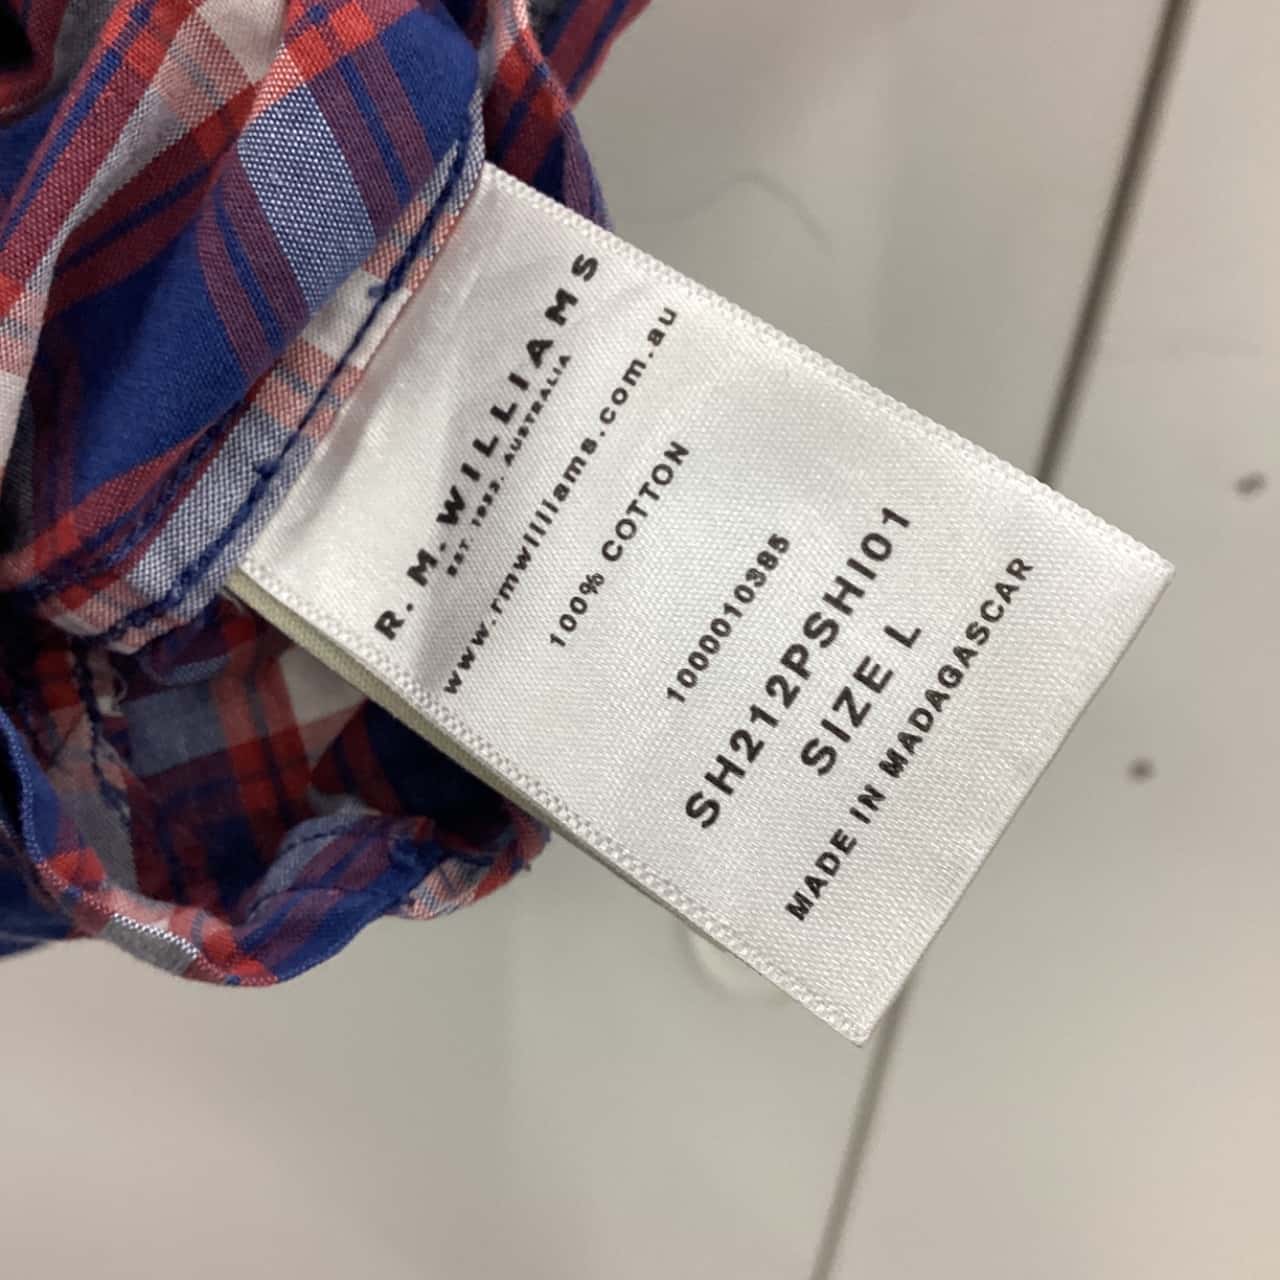 R. M. WILLIAMS
EST 1932. AUSTRALIA
www.rmwilliams.com.au
100% COTTON
1000010385
SH212PSHI01
SIZE L
MADE IN MADAGASCAR